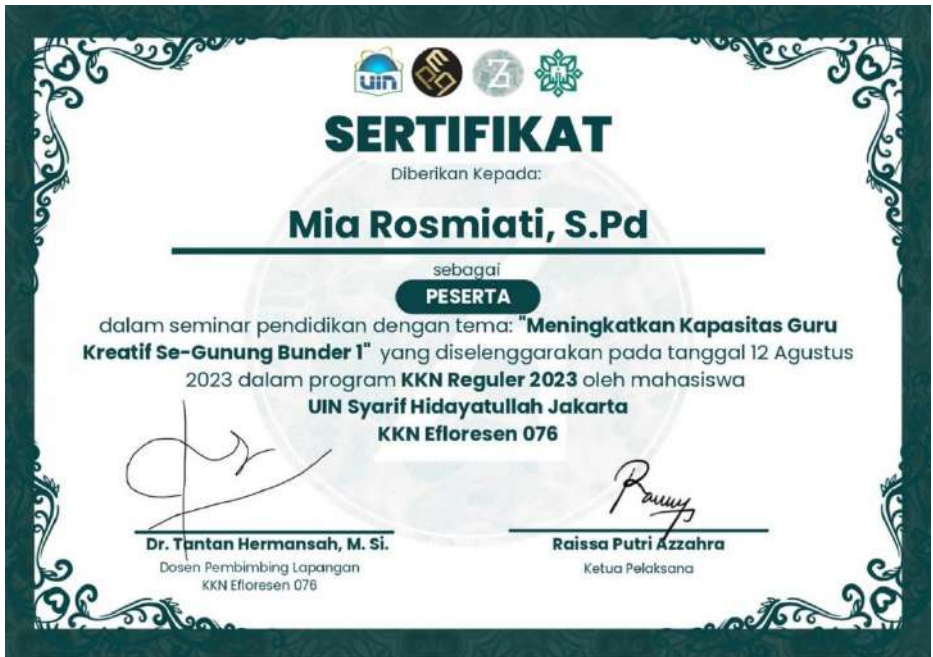 UIN
SERTIFIKAT
Diberikan Kepada:
Mia Rosmiati, S.Pd
sebagai
PESERTA
dalam seminar pendidikan dengan tema: "Meningkatkan Kapasitas Guru
Kreatif Se-Gunung Bunder 1" yang diselenggarakan pada tanggal 12 Agustus
2023 dalam program KKN Reguler 2023 oleh mahasiswa
UIN Syarif Hidayatullah Jakarta
KKN Efloresen 076
Dr. Tantan Hermansah, M. Si.
Dosen Pembimbing Lapangan
KKN Efloresen 076
Raissa Putri Azzahra
Ketua Pelaksana